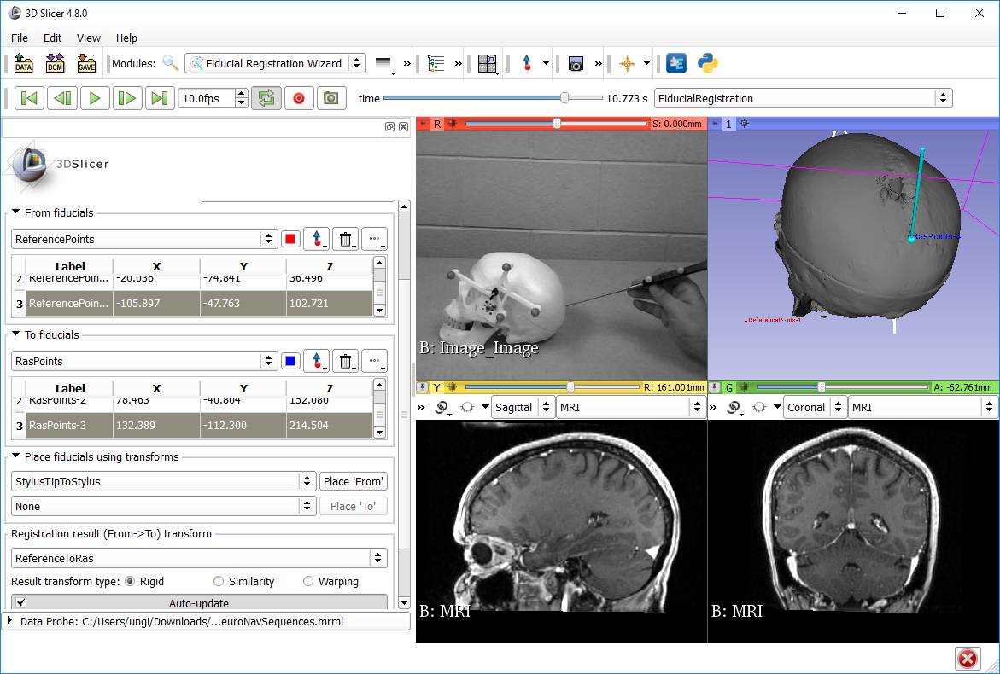 3D Slicer 4.8.0
File Edit View Help
DATA DCM SAVE Modules: Fiducial Registration Wizard » » »
10.0fps time 10.773 s FiducialRegistration
R S: 0.000mm 1
3DSlicer
From fiducials
ReferencePoints
Label X Y Z
2 ReferencePoin... -20.036 -74.841 36.496
3 ReferencePoin... -105.897 -47.763 102.721
To fiducials
RasPoints
Label X Y Z
2 RasPoints-2 78.463 -40.804 152.080
3 RasPoints-3 132.389 -112.300 214.504
Place fiducials using transforms
StylusTipToStylus Place 'From'
None Place 'To'
Registration result (From->To) transform
ReferenceToRas
Result transform type: Rigid Similarity Warping
Auto-update
Data Probe: C:/Users/ungi/Downloads/...euroNavSequences.mrml
B: Image_Image
ReferencePoints-1
Y R: 161.001mm G A: -62.761mm
» Sagittal MRI » Coronal MRI
B: MRI B: MRI